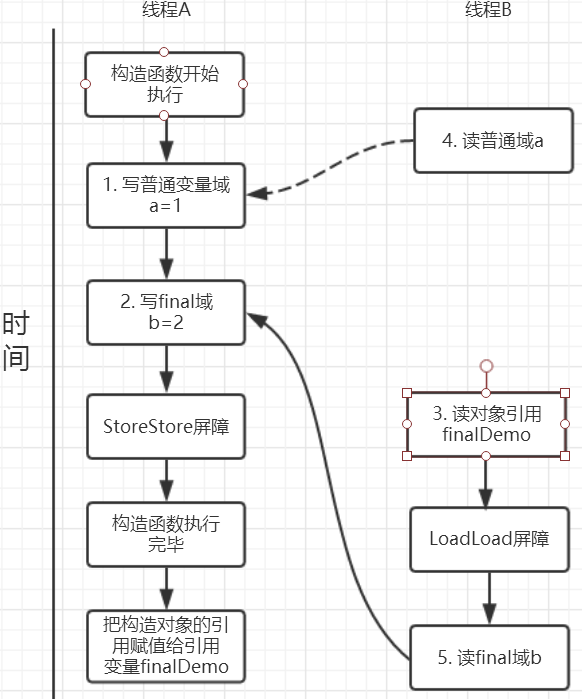 线程A
线程B
构造函数开始
执行
4. 读普通域a
1. 写普通变量域
a=1
2. 写final域
b=2
时
间
3. 读对象引用
finalDemo
StoreStore屏障
构造函数执行
完毕
LoadLoad屏障
把构造对象的引
用赋值给引用
变量finalDemo
5. 读final域b